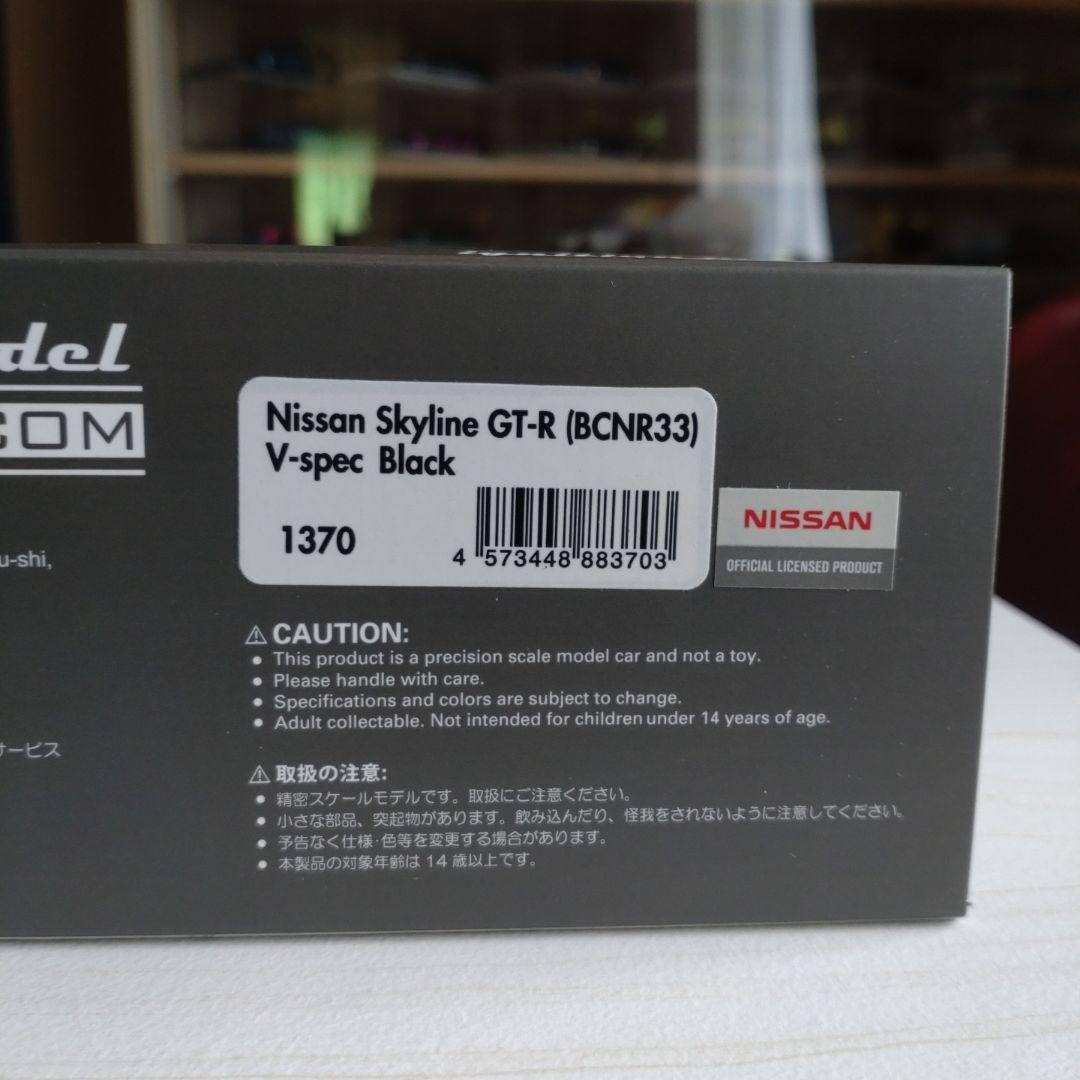 del
COM
Nissan Skyline GT-R (BCNR33)
V-spec Black
1370
4 573448 883703
NISSAN
OFFICIAL LICENSED PRODUCT
u-shi,
⚠ CAUTION:
• This product is a precision scale model car and not a toy.
• Please handle with care.
• Specifications and colors are subject to change.
• Adult collectable. Not intended for children under 14 years of age.
サービス
⚠ 取扱の注意:
• 精密スケールモデルです。取扱にご注意ください。
• 小さな部品、突起物があります。飲み込んだり、怪我をされないように注意してください。
• 予告なく仕様・色等を変更する場合があります。
• 本製品の対象年齢は 14 歳以上です。